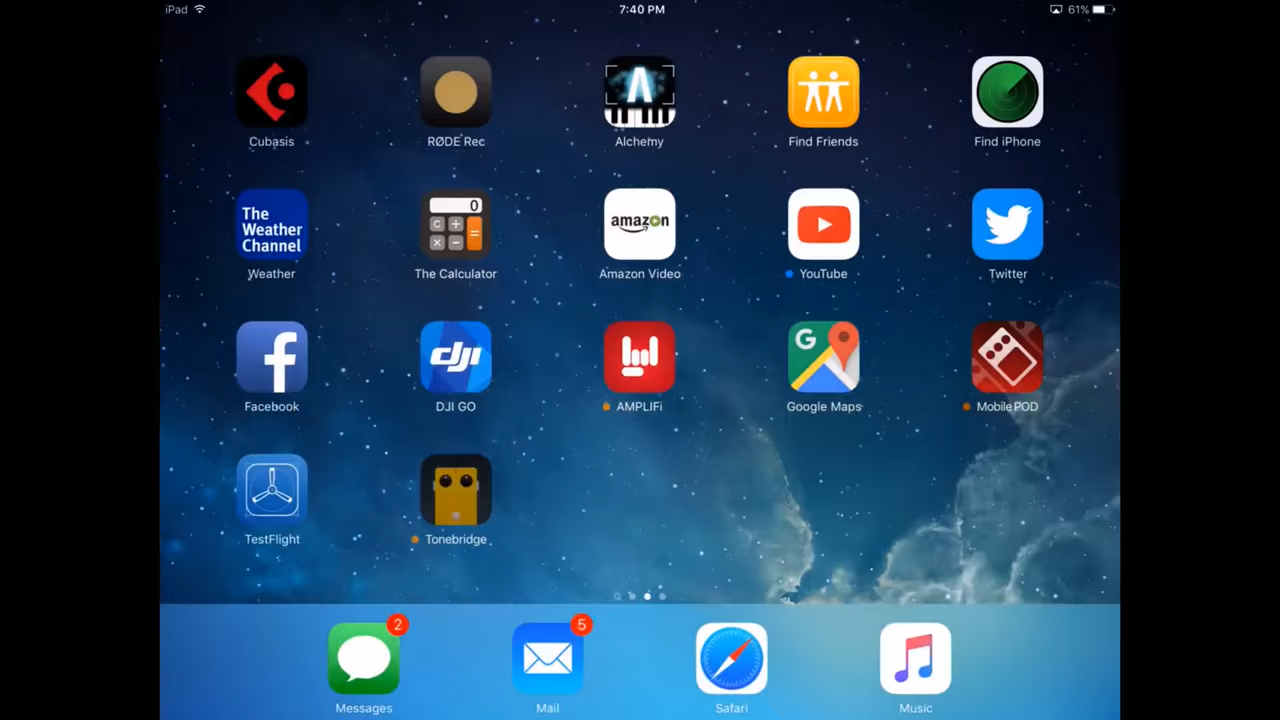 iPad
7:40 PM
61%
Cubasis
RØDE Rec
Alchemy
Find Friends
Find iPhone
The
Weather
Channel
0
C +
× − =
amazon
Weather
The Calculator
Amazon Video
YouTube
Twitter
f
dji
G
Facebook
DJI GO
AMPLIFi
Google Maps
Mobile POD
TestFlight
Tonebridge
2
5
Messages
Mail
Safari
Music